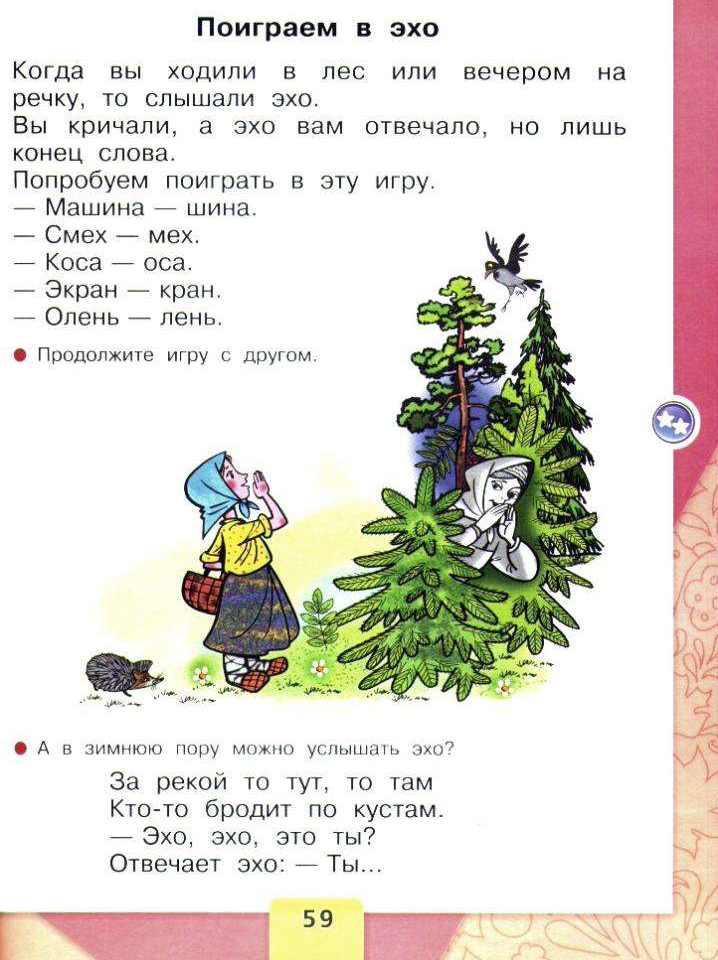 Поиграем в эхо
Когда вы ходили в лес или вечером на
речку, то слышали эхо.
Вы кричали, а эхо вам отвечало, но лишь
конец слова.
Попробуем поиграть в эту игру.
— Машина — шина.
— Смех — мех.
— Коса — оса.
— Экран — кран.
— Олень — лень.
● Продолжите игру с другом.
● А в зимнюю пору можно услышать эхо?
За рекой то тут, то там
Кто-то бродит по кустам.
— Эхо, эхо, это ты?
Отвечает эхо: — Ты...
59